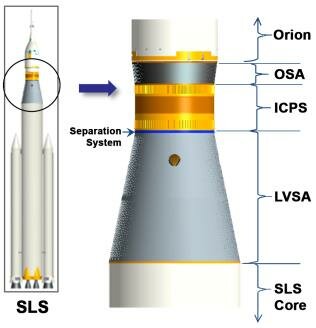 Orion
OSA
ICPS
Separation
System
LVSA
SLS
Core
SLS